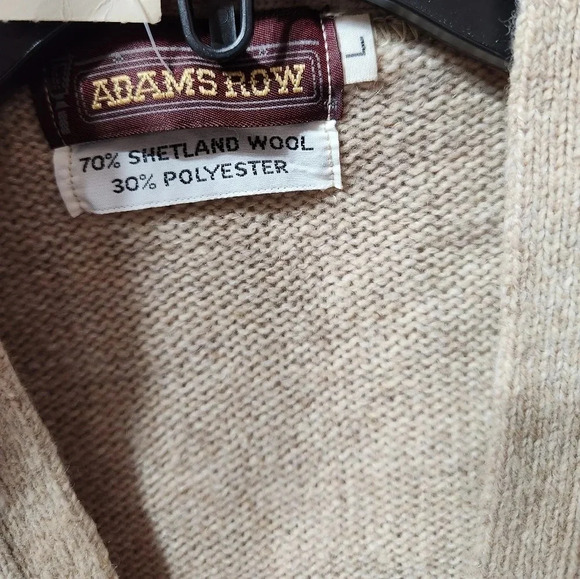 ADAMS ROW
L
70% SHETLAND WOOL
30% POLYESTER